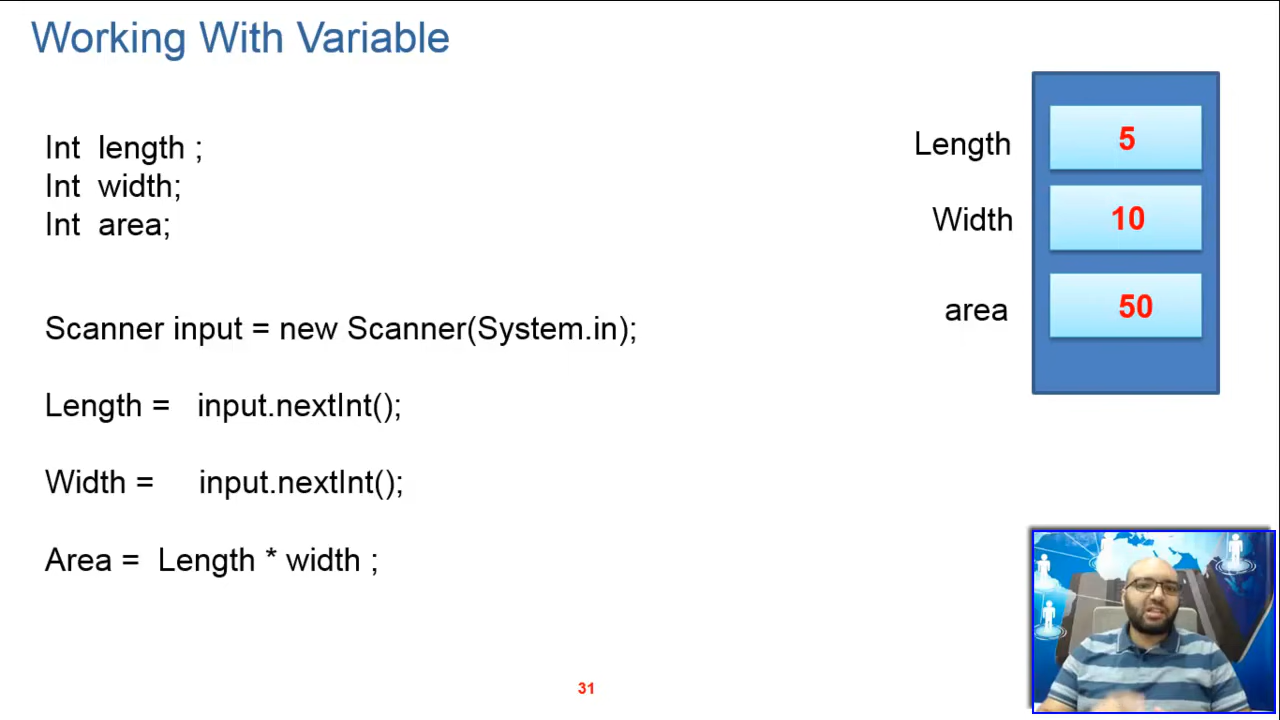 Working With Variable
Int length ;
Int width;
Int area;
Scanner input = new Scanner(System.in);
Length = input.nextInt();
Width = input.nextInt();
Area = Length * width ;
Length 5
Width 10
area 50
31